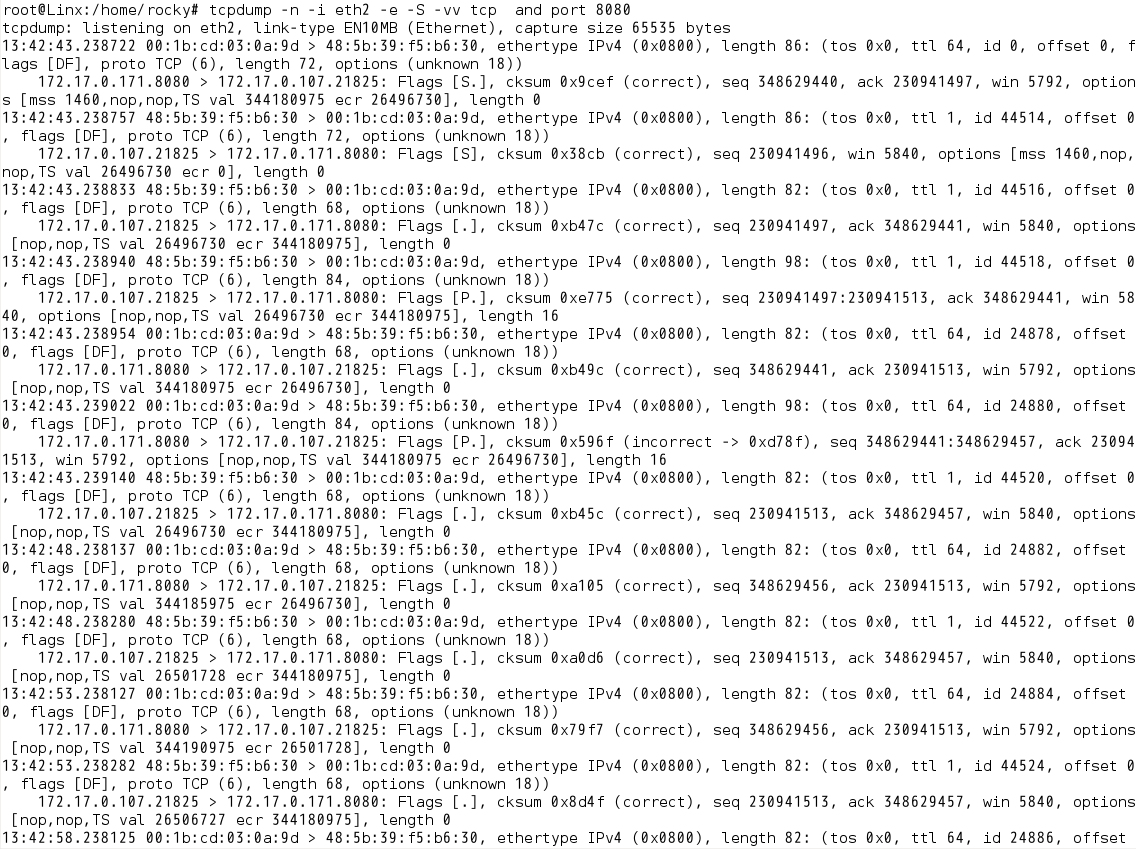 root@Linx:/home/rocky# tcpdump -n -i eth2 -e -S -vv tcp  and port 8080
tcpdump: listening on eth2, link-type EN10MB (Ethernet), capture size 65535 bytes
13:42:43.238722 00:1b:cd:03:0a:9d > 48:5b:39:f5:b6:30, ethertype IPv4 (0x0800), length 86: (tos 0x0, ttl 64, id 0, offset 0, f
lags [DF], proto TCP (6), length 72, options (unknown 18))
    172.17.0.171.8080 > 172.17.0.107.21825: Flags [S.], cksum 0x9cef (correct), seq 348629440, ack 230941497, win 5792, option
s [mss 1460,nop,nop,TS val 344180975 ecr 26496730], length 0
13:42:43.238757 48:5b:39:f5:b6:30 > 00:1b:cd:03:0a:9d, ethertype IPv4 (0x0800), length 86: (tos 0x0, ttl 1, id 44514, offset 0
, flags [DF], proto TCP (6), length 72, options (unknown 18))
    172.17.0.107.21825 > 172.17.0.171.8080: Flags [S], cksum 0x38cb (correct), seq 230941496, win 5840, options [mss 1460,nop,
nop,TS val 26496730 ecr 0], length 0
13:42:43.238833 48:5b:39:f5:b6:30 > 00:1b:cd:03:0a:9d, ethertype IPv4 (0x0800), length 82: (tos 0x0, ttl 1, id 44516, offset 0
, flags [DF], proto TCP (6), length 68, options (unknown 18))
    172.17.0.107.21825 > 172.17.0.171.8080: Flags [.], cksum 0xb47c (correct), seq 230941497, ack 348629441, win 5840, options
 [nop,nop,TS val 26496730 ecr 344180975], length 0
13:42:43.238940 48:5b:39:f5:b6:30 > 00:1b:cd:03:0a:9d, ethertype IPv4 (0x0800), length 98: (tos 0x0, ttl 1, id 44518, offset 0
, flags [DF], proto TCP (6), length 84, options (unknown 18))
    172.17.0.107.21825 > 172.17.0.171.8080: Flags [P.], cksum 0xe775 (correct), seq 230941497:230941513, ack 348629441, win 58
40, options [nop,nop,TS val 26496730 ecr 344180975], length 16
13:42:43.238954 00:1b:cd:03:0a:9d > 48:5b:39:f5:b6:30, ethertype IPv4 (0x0800), length 82: (tos 0x0, ttl 64, id 24878, offset
0, flags [DF], proto TCP (6), length 68, options (unknown 18))
    172.17.0.171.8080 > 172.17.0.107.21825: Flags [.], cksum 0xb49c (correct), seq 348629441, ack 230941513, win 5792, options
 [nop,nop,TS val 344180975 ecr 26496730], length 0
13:42:43.239022 00:1b:cd:03:0a:9d > 48:5b:39:f5:b6:30, ethertype IPv4 (0x0800), length 98: (tos 0x0, ttl 64, id 24880, offset
0, flags [DF], proto TCP (6), length 84, options (unknown 18))
    172.17.0.171.8080 > 172.17.0.107.21825: Flags [P.], cksum 0x596f (incorrect -> 0xd78f), seq 348629441:348629457, ack 23094
1513, win 5792, options [nop,nop,TS val 344180975 ecr 26496730], length 16
13:42:43.239140 48:5b:39:f5:b6:30 > 00:1b:cd:03:0a:9d, ethertype IPv4 (0x0800), length 82: (tos 0x0, ttl 1, id 44520, offset 0
, flags [DF], proto TCP (6), length 68, options (unknown 18))
    172.17.0.107.21825 > 172.17.0.171.8080: Flags [.], cksum 0xb45c (correct), seq 230941513, ack 348629457, win 5840, options
 [nop,nop,TS val 26496730 ecr 344180975], length 0
13:42:48.238137 00:1b:cd:03:0a:9d > 48:5b:39:f5:b6:30, ethertype IPv4 (0x0800), length 82: (tos 0x0, ttl 64, id 24882, offset
0, flags [DF], proto TCP (6), length 68, options (unknown 18))
    172.17.0.171.8080 > 172.17.0.107.21825: Flags [.], cksum 0xa105 (correct), seq 348629456, ack 230941513, win 5792, options
 [nop,nop,TS val 344185975 ecr 26496730], length 0
13:42:48.238280 48:5b:39:f5:b6:30 > 00:1b:cd:03:0a:9d, ethertype IPv4 (0x0800), length 82: (tos 0x0, ttl 1, id 44522, offset 0
, flags [DF], proto TCP (6), length 68, options (unknown 18))
    172.17.0.107.21825 > 172.17.0.171.8080: Flags [.], cksum 0xa0d6 (correct), seq 230941513, ack 348629457, win 5840, options
 [nop,nop,TS val 26501728 ecr 344180975], length 0
13:42:53.238127 00:1b:cd:03:0a:9d > 48:5b:39:f5:b6:30, ethertype IPv4 (0x0800), length 82: (tos 0x0, ttl 64, id 24884, offset
0, flags [DF], proto TCP (6), length 68, options (unknown 18))
    172.17.0.171.8080 > 172.17.0.107.21825: Flags [.], cksum 0x79f7 (correct), seq 348629456, ack 230941513, win 5792, options
 [nop,nop,TS val 344190975 ecr 26501728], length 0
13:42:53.238282 48:5b:39:f5:b6:30 > 00:1b:cd:03:0a:9d, ethertype IPv4 (0x0800), length 82: (tos 0x0, ttl 1, id 44524, offset 0
, flags [DF], proto TCP (6), length 68, options (unknown 18))
    172.17.0.107.21825 > 172.17.0.171.8080: Flags [.], cksum 0x8d4f (correct), seq 230941513, ack 348629457, win 5840, options
 [nop,nop,TS val 26506727 ecr 344180975], length 0
13:42:58.238125 00:1b:cd:03:0a:9d > 48:5b:39:f5:b6:30, ethertype IPv4 (0x0800), length 82: (tos 0x0, ttl 64, id 24886, offset